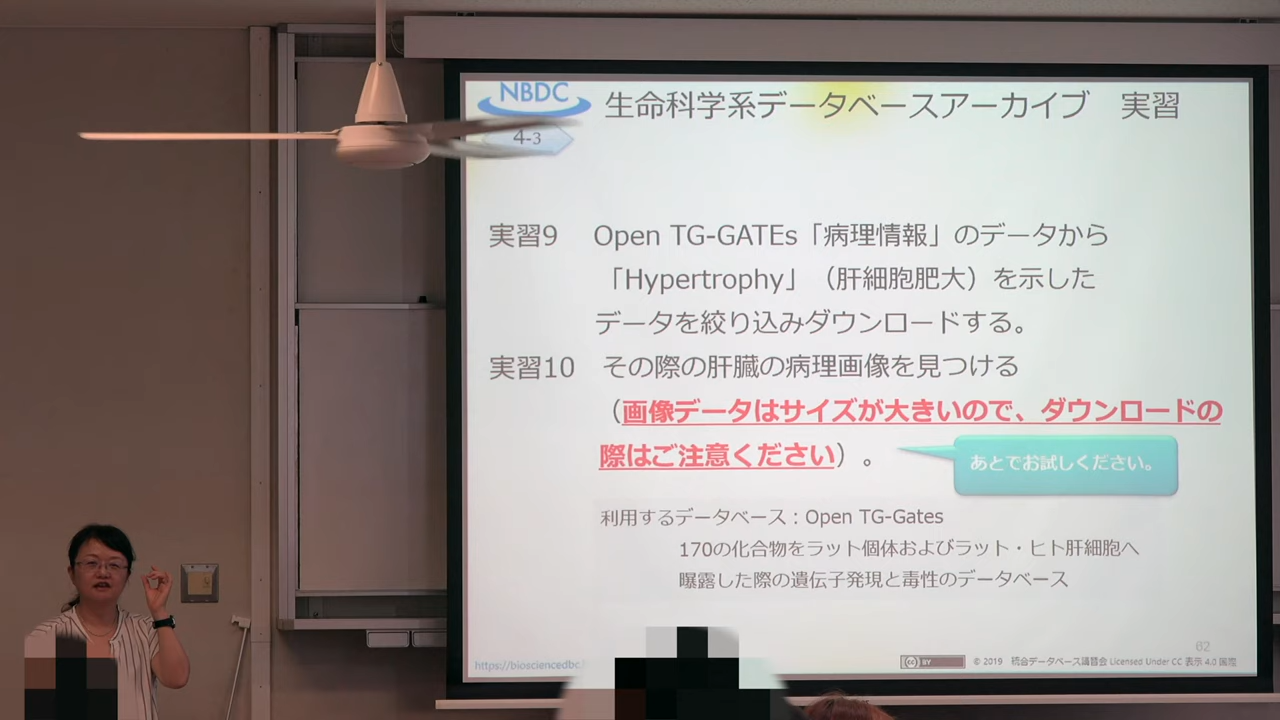 NBDC
生命科学系データベースアーカイブ　実習
4-3
実習9　Open TG-GATEs「病理情報」のデータから
「Hypertrophy」（肝細胞肥大）を示した
データを絞り込みダウンロードする。
実習10　その際の肝臓の病理画像を見つける
（画像データはサイズが大きいので、ダウンロードの
際はご注意ください）。
あとでお試しください。
利用するデータベース：Open TG-Gates
170の化合物をラット個体およびラット・ヒト肝細胞へ
曝露した際の遺伝子発現と毒性のデータベース
62
https://biosciencedbc.
cc BY © 2019　統合データベース講習会 Licensed Under CC 表示 4.0 国際